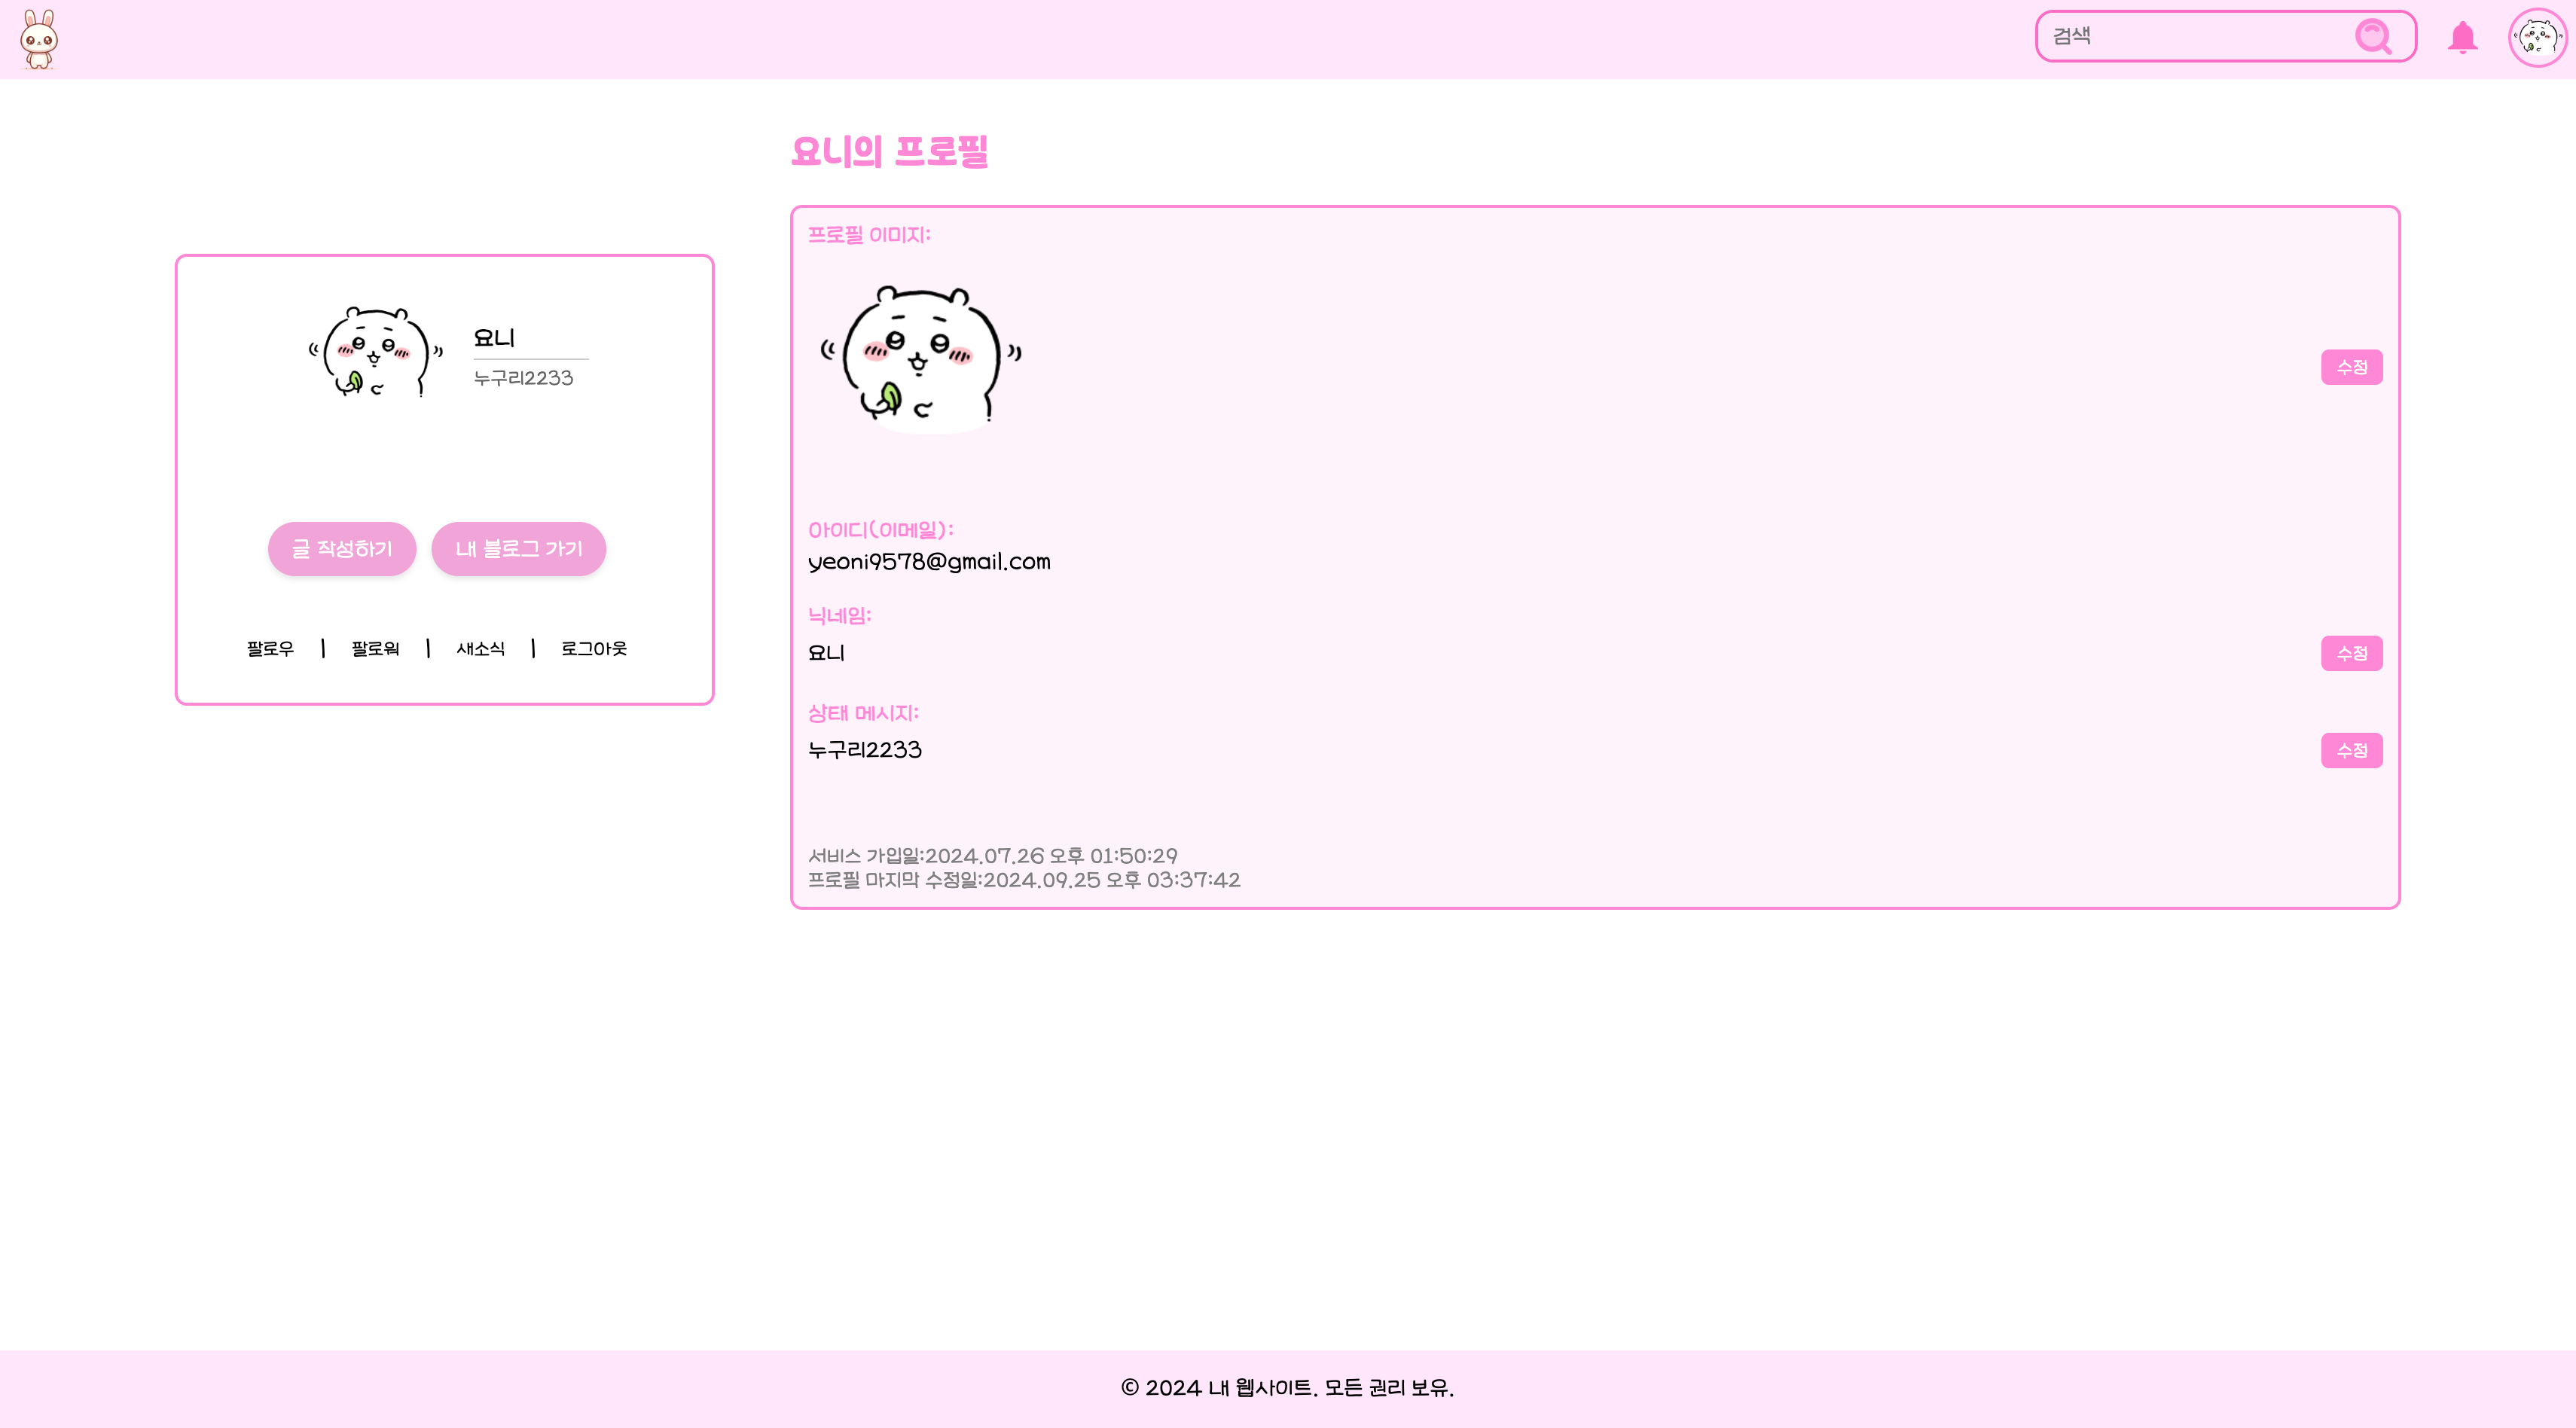 검색
요니의 프로필
요니
누구리2233
글 작성하기
내 블로그 가기
팔로우 | 팔로워 | 새소식 | 로그아웃
프로필 이미지:
수정
아이디(이메일):
yeoni9578@gmail.com
닉네임:
요니
수정
상태 메시지:
누구리2233
수정
서비스 가입일:2024.07.26 오후 01:50:29
프로필 마지막 수정일:2024.09.25 오후 03:37:42
© 2024 내 웹사이트. 모든 권리 보유.